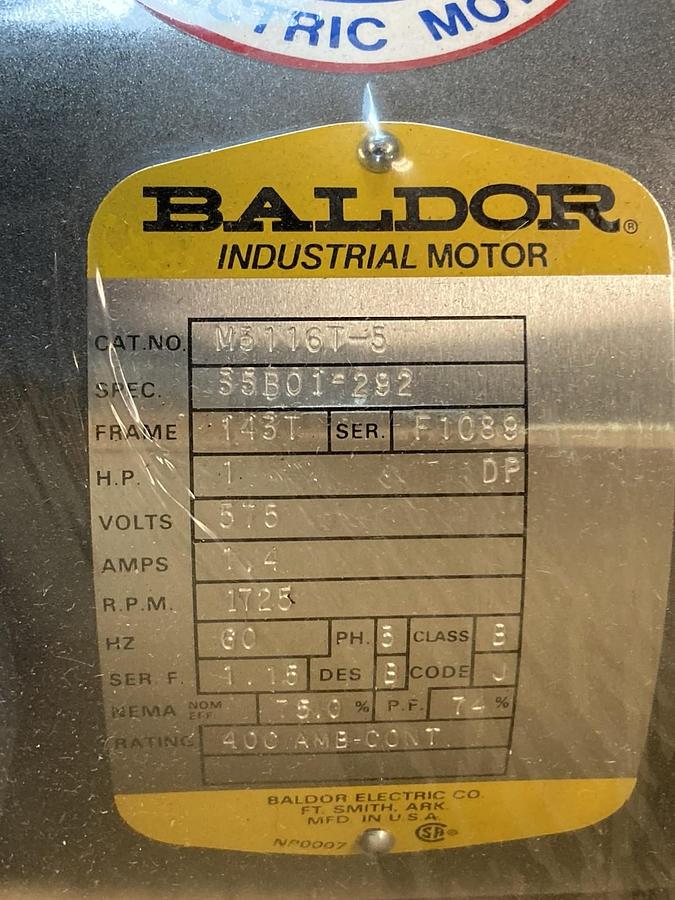 TRIC MO
BALDOR®
INDUSTRIAL MOTOR
CAT.NO. M3116T-5
SPEC. 35B01-292
FRAME 143T SER. F1089
H.P. 1 DP
VOLTS 575
AMPS 1.4
R.P.M. 1725
HZ 60 PH. 3 CLASS B
SER. F. 1.15 DES B CODE J
NEMA NOM EFF 75.0 % P.F. 74 %
RATING 40C AMB-CONT
BALDOR ELECTRIC CO.
FT. SMITH, ARK.
MFD. IN U.S.A.
NP0007 SA®